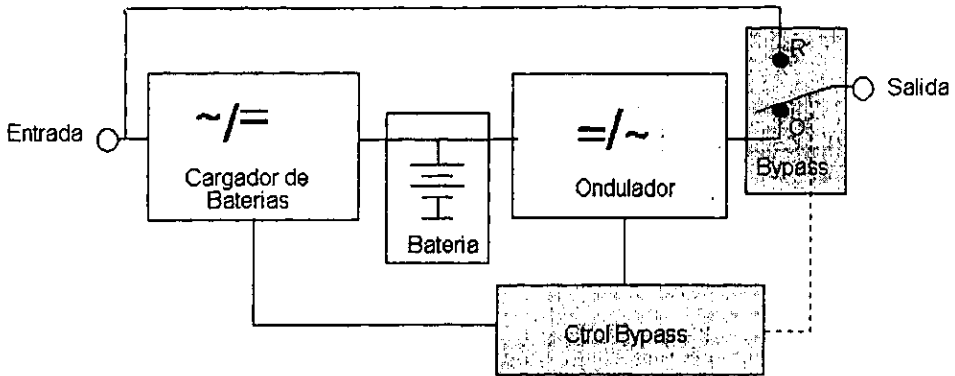 Entrada
~/=
Cargador de
Baterias
Bateria
=/~
Ondulador
R
O
Bypass
Salida
Ctrol Bypass